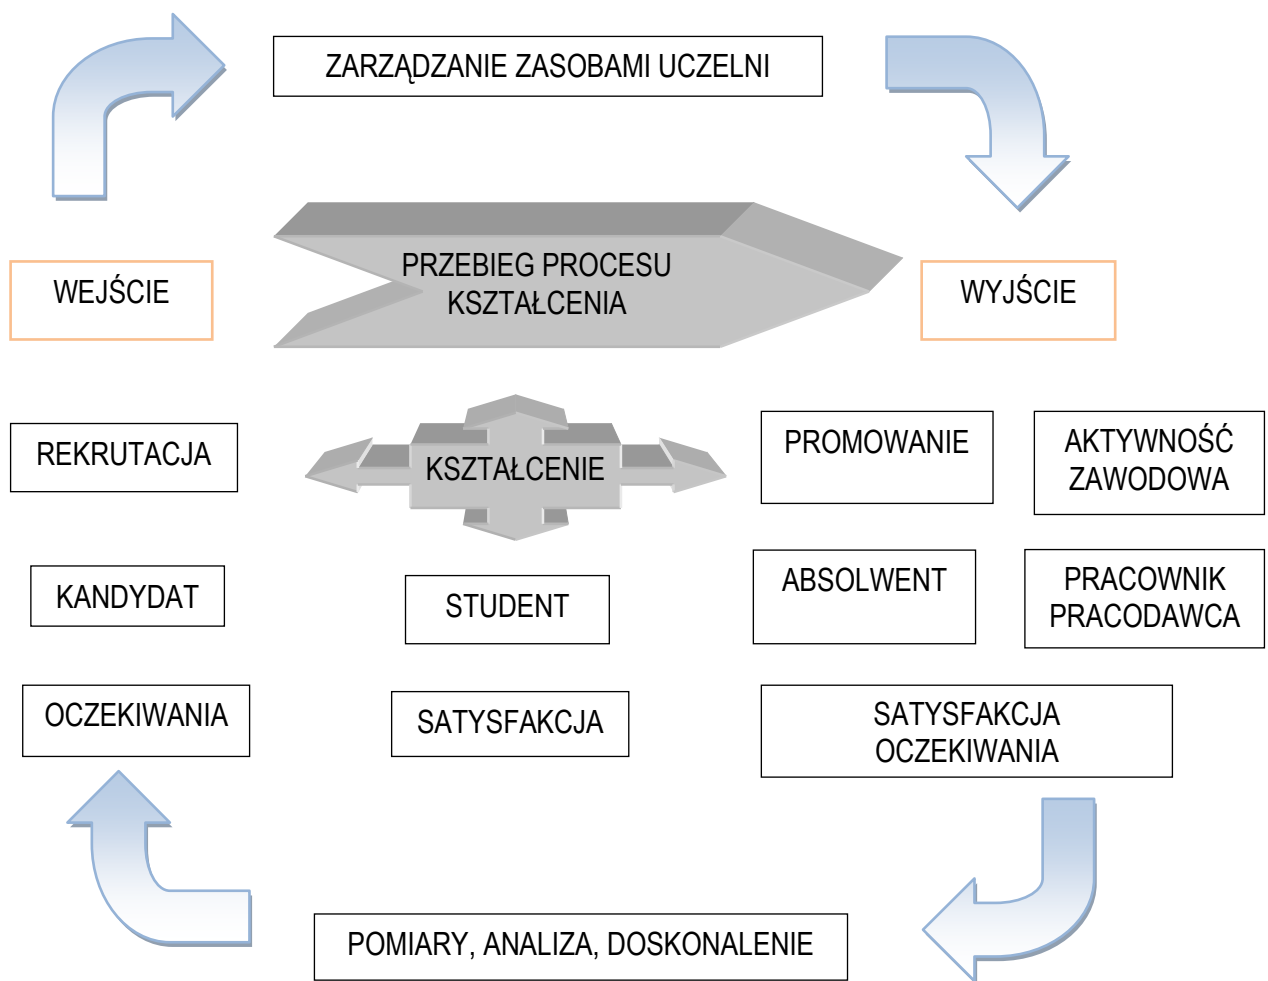 ZARZĄDZANIE ZASOBAMI UCZELNI
WEJŚCIE
PRZEBIEG PROCESU
KSZTAŁCENIA
WYJŚCIE
REKRUTACJA
KSZTAŁCENIE
PROMOWANIE
AKTYWNOŚĆ
ZAWODOWA
KANDYDAT
STUDENT
ABSOLWENT
PRACOWNIK
PRACODAWCA
OCZEKIWANIA
SATYSFAKCJA
SATYSFAKCJA
OCZEKIWANIA
POMIARY, ANALIZA, DOSKONALENIE